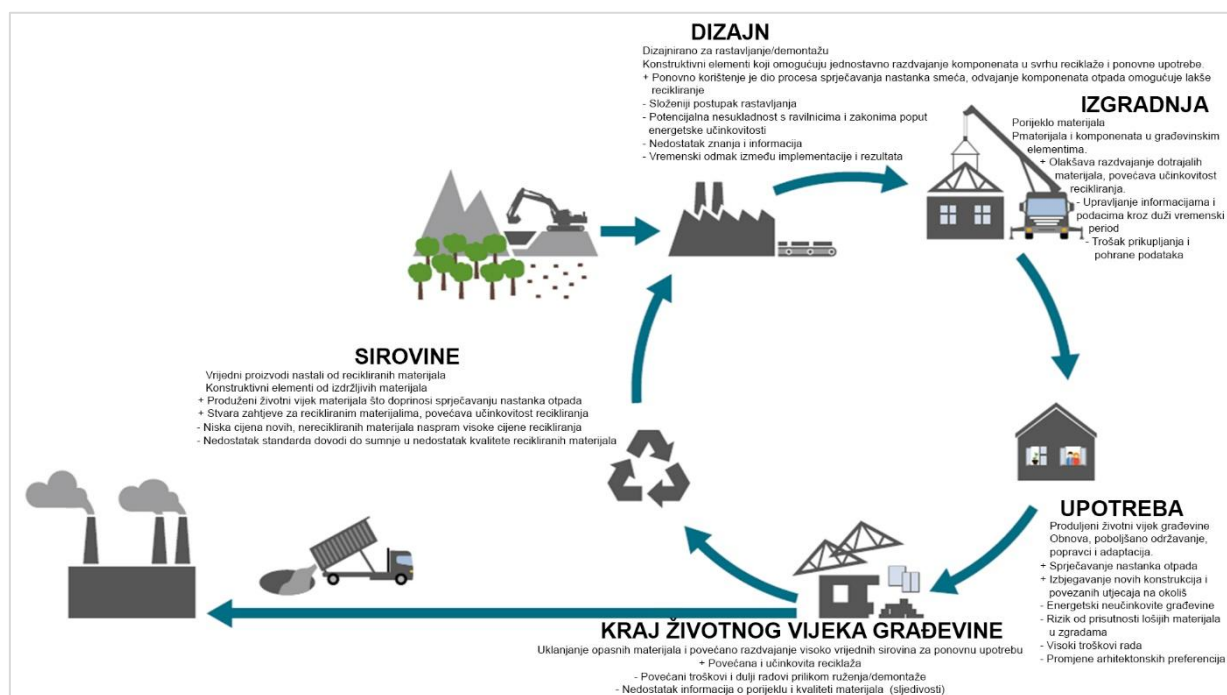 DIZAJN
Dizajnirano za rastavljanje/demontažu
Konstruktivni elementi koji omogućuju jednostavno razdvajanje komponenata u svrhu reciklaže i ponovne upotrebe.
+ Ponovno korištenje je dio procesa sprječavanja nastanka smeća, odvajanje komponenata otpada omogućuje lakše
recikliranje
- Složeniji postupak rastavljanja
- Potencijalna nesukladnost s ravilnicima i zakonima poput
energetske učinkovitosti
- Nedostatak znanja i informacija
- Vremenski odmak između implementacije i rezultata
IZGRADNJA
Porijeklo materijala
Pmaterijala i komponenata u građevinskim
elementima.
+ Olakšava razdvajanje dotrajalih
materijala, povećava učinkovitost
recikliranja.
- Upravljanje informacijama i
podacima kroz duži vremenski
period
- Trošak prikupljanja i
pohrane podataka
SIROVINE
Vrijedni proizvodi nastali od recikliranih materijala
Konstruktivni elementi od izdržljivih materijala
+ Produženi životni vijek materijala što doprinosi sprječavanju nastanka otpada
+ Stvara zahtjeve za recikliranim materijalima, povećava učinkovitost recikliranja
- Niska cijena novih, nerecikliranih materijala naspram visoke cijene recikliranja
- Nedostatak standarda dovodi do sumnje u nedostatak kvalitete recikliranih materijala
UPOTREBA
Produljeni životni vijek građevine
Obnova, poboljšano održavanje,
popravci i adaptacija.
+ Sprječavanje nastanka otpada
+ Izbjegavanje novih konstrukcija i
povezanih utjecaja na okoliš
- Energetski neučinkovite građevine
- Rizik od prisutnosti lošijih materijala
u zgradama
- Visoki troškovi rada
- Promjene arhitektonskih preferencija
KRAJ ŽIVOTNOG VIJEKA GRAĐEVINE
Uklanjanje opasnih materijala i povećano razdvajanje visoko vrijednih sirovina za ponovnu upotrebu
+ Povećana i učinkovita reciklaža
- Povećani troškovi i dulji radovi prilikom ruženja/demontaže
- Nedostatak informacija o porijeklu i kvaliteti materijala (sljedivosti)